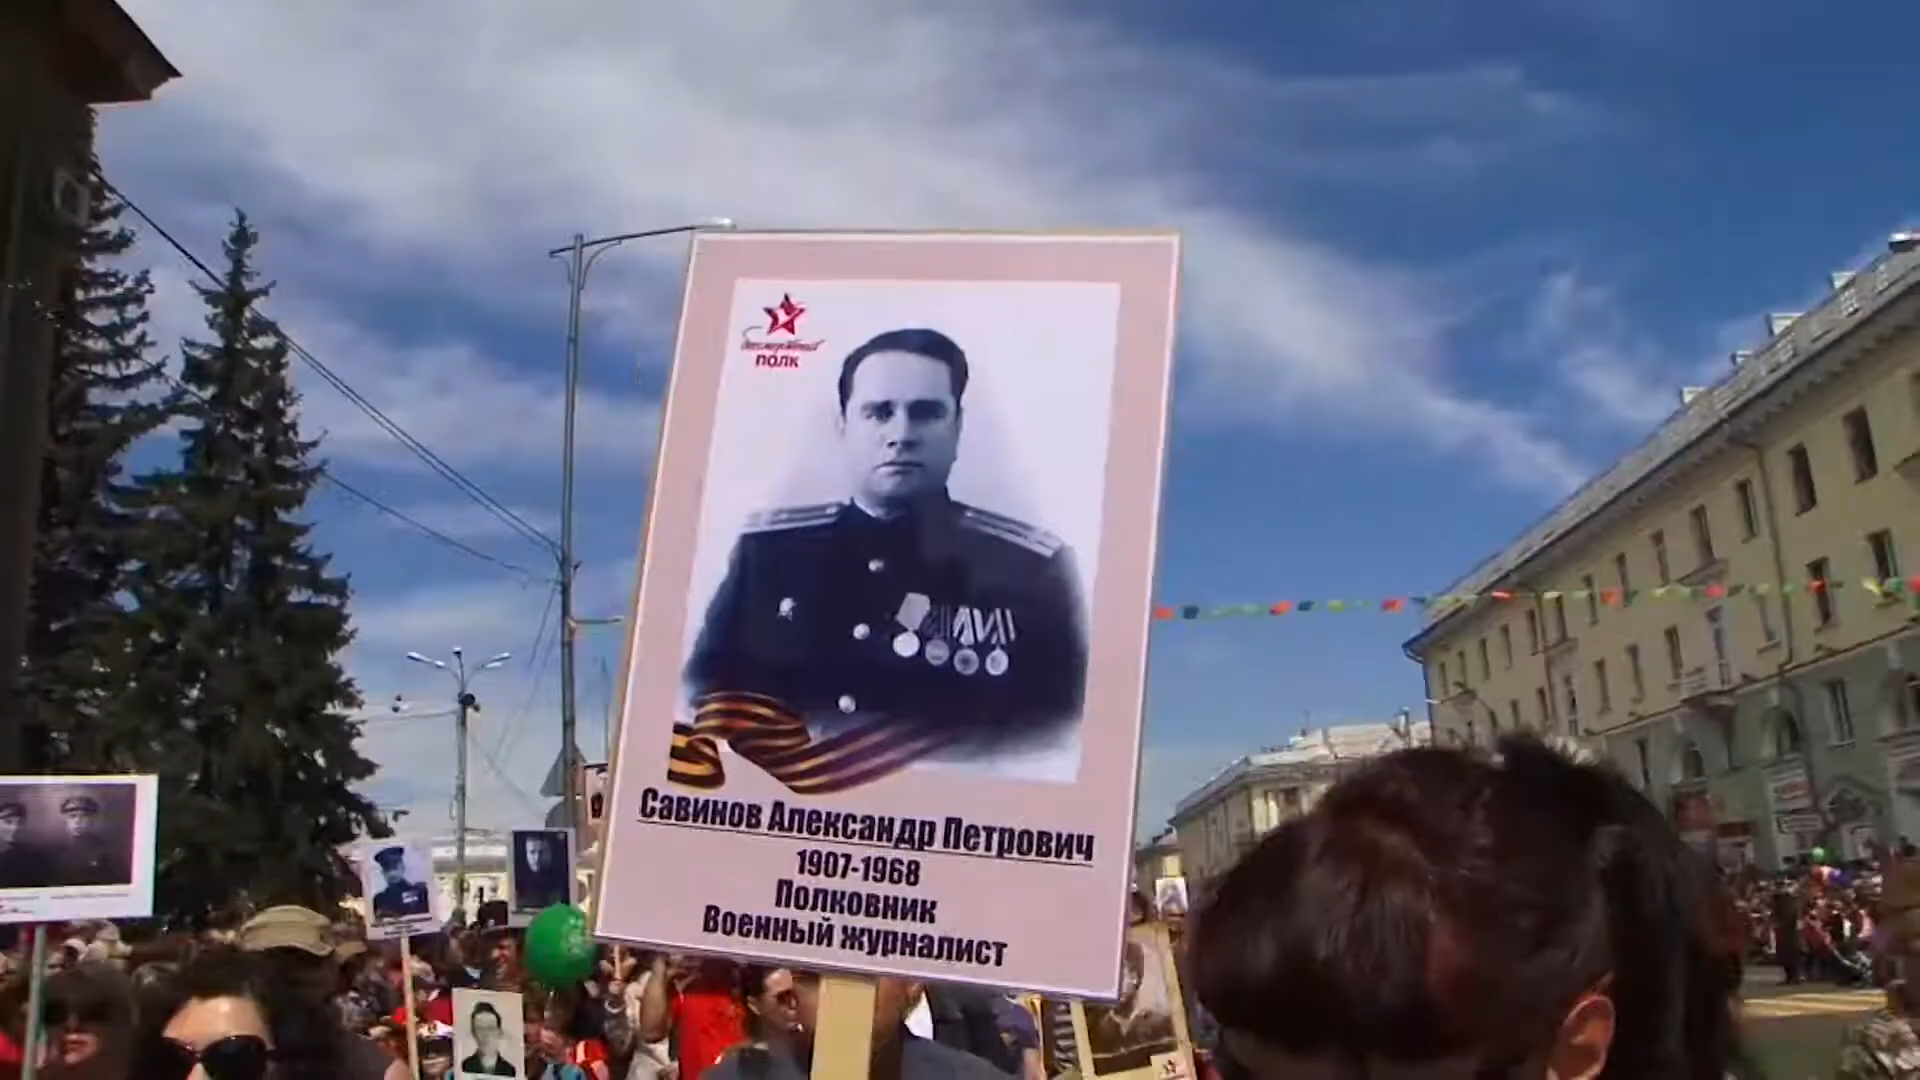 Бессмертный
полк
Савинов Александр Петрович
1907-1968
Полковник
Военный журналист